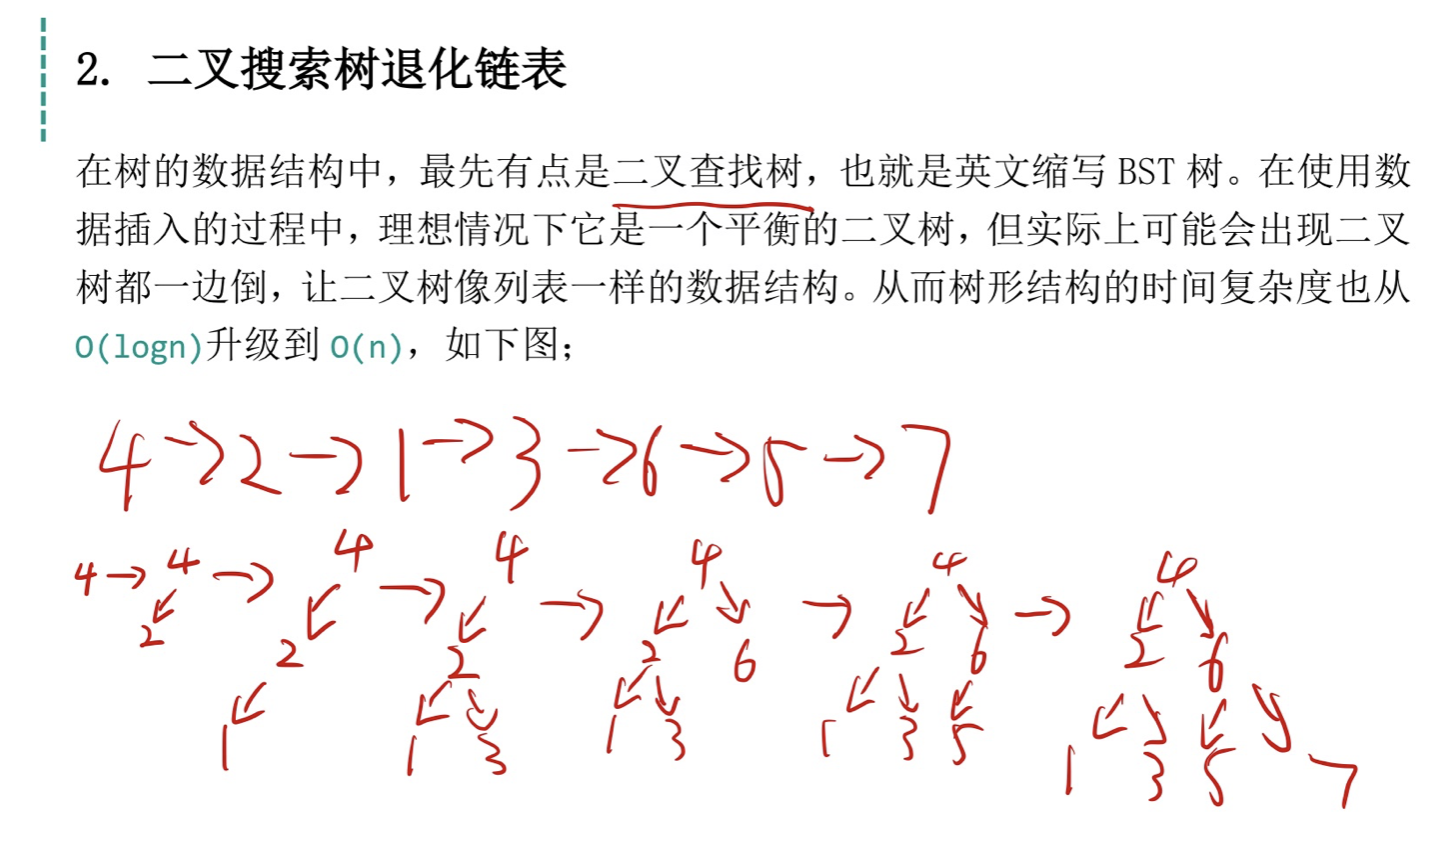 2. 二叉搜索树退化链表
在树的数据结构中，最先有点是二叉查找树，也就是英文缩写 BST 树。在使用数
据插入的过程中，理想情况下它是一个平衡的二叉树，但实际上可能会出现二叉
树都一边倒，让二叉树像列表一样的数据结构。从而树形结构的时间复杂度也从
O(logn)升级到 O(n)，如下图；
4→2→1→3→6→5→7
4→ 4 → 4 → 4 → 4 → 4 → 4
2 2 2 2 6 2 6 2 6
1 1 3 1 3 1 3 5 1 3 5 7